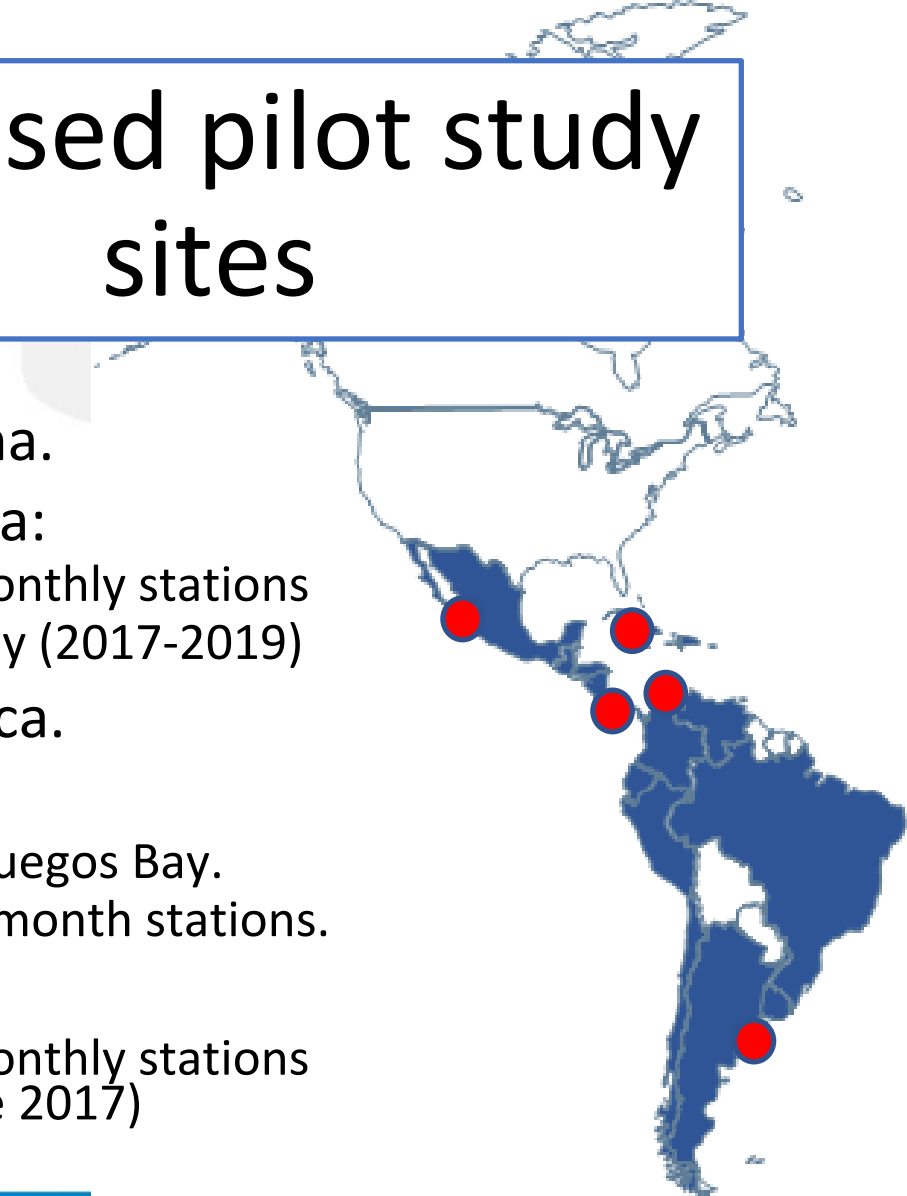 sed pilot study
sites
na.
a:
onthly stations
y (2017-2019)
ca.
uegos Bay.
month stations.
onthly stations
e 2017)